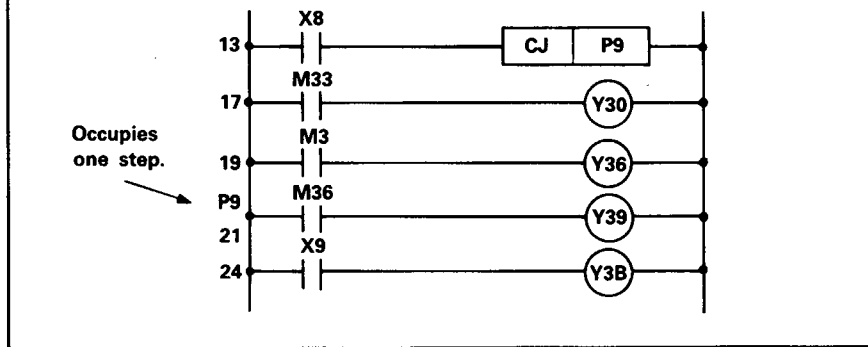 X8
13 CJ P9
M33
17 Y30
Occupies
one step.
M3
19 Y36
P9 M36
Y39
21
X9
24 Y3B